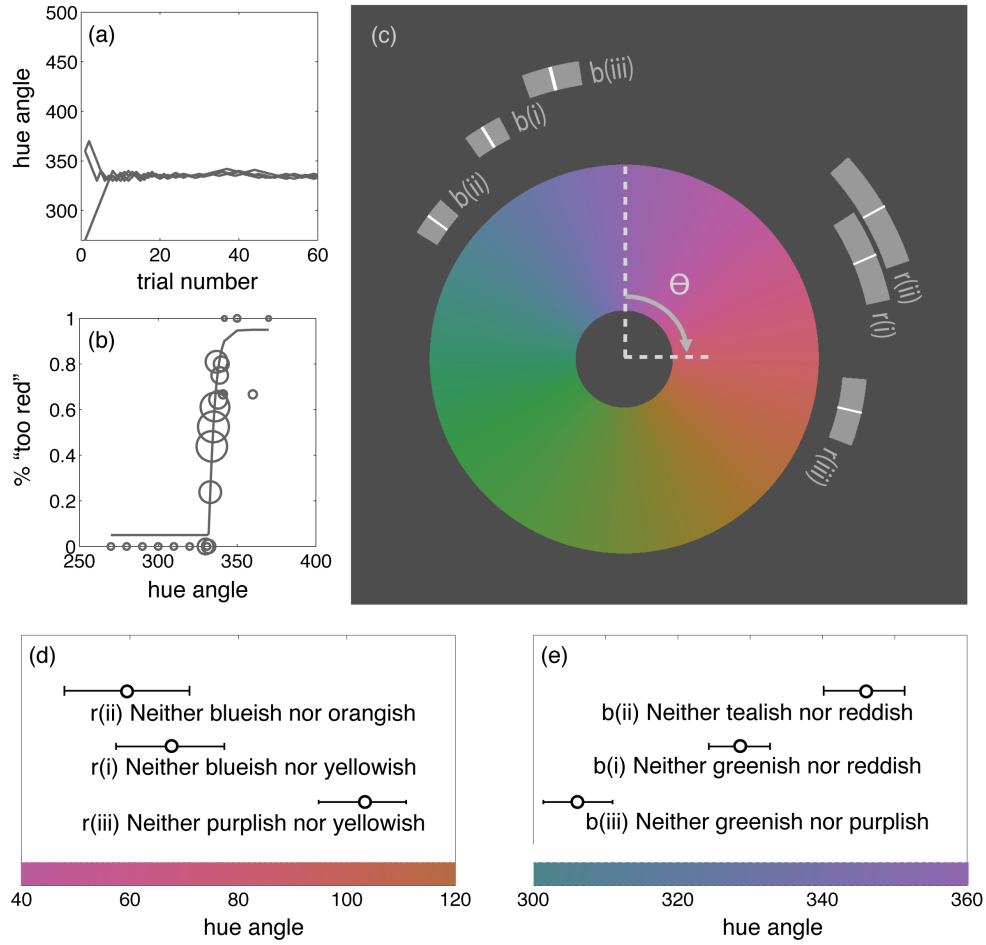 (a)
500
450
400
350
300
hue angle
0
20
40
60
trial number
(b)
1
0.8
0.6
0.4
0.2
0
% “too red”
250
300
350
400
hue angle
(c)
b(iii)
b(i)
b(ii)
r(ii)
r(i)
r(iii)
Θ
(d)
r(ii) Neither blueish nor orangish
r(i) Neither blueish nor yellowish
r(iii) Neither purplish nor yellowish
40
60
80
100
120
hue angle
(e)
b(ii) Neither tealish nor reddish
b(i) Neither greenish nor reddish
b(iii) Neither greenish nor purplish
300
320
340
360
hue angle